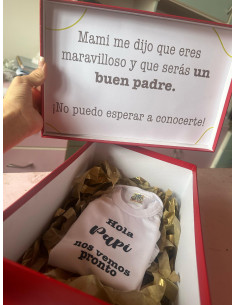 Mami me dijo que eres
maravilloso y que serás un
buen padre.
¡No puedo esperar a conocerte!
Hola
Papi
nos vemos
pronto